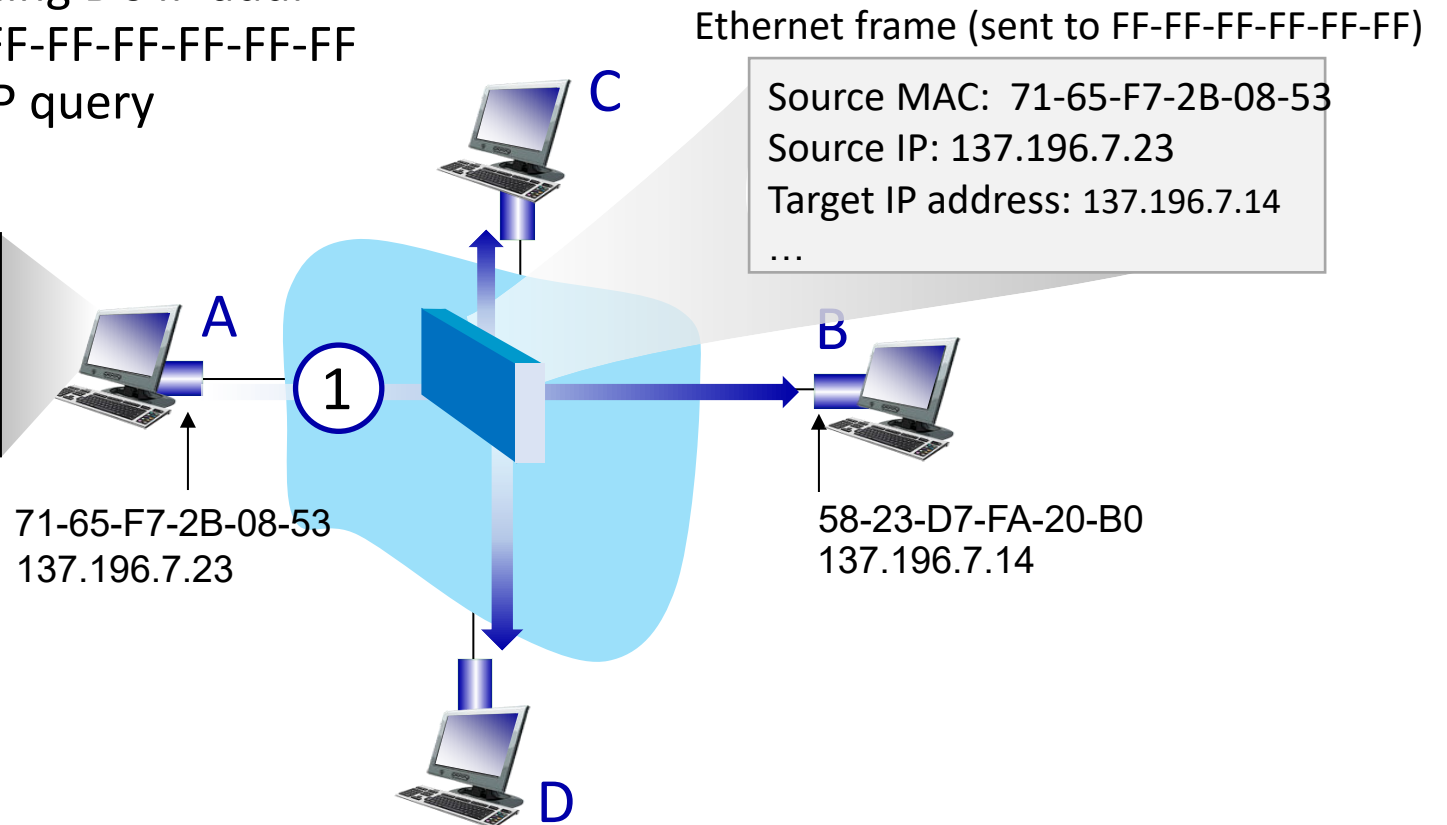 FF-FF-FF-FF-FF-FF
P query
Ethernet frame (sent to FF-FF-FF-FF-FF-FF)
Source MAC: 71-65-F7-2B-08-53
Source IP: 137.196.7.23
Target IP address: 137.196.7.14
…
C
A
B
1
71-65-F7-2B-08-53
137.196.7.23
58-23-D7-FA-20-B0
137.196.7.14
D